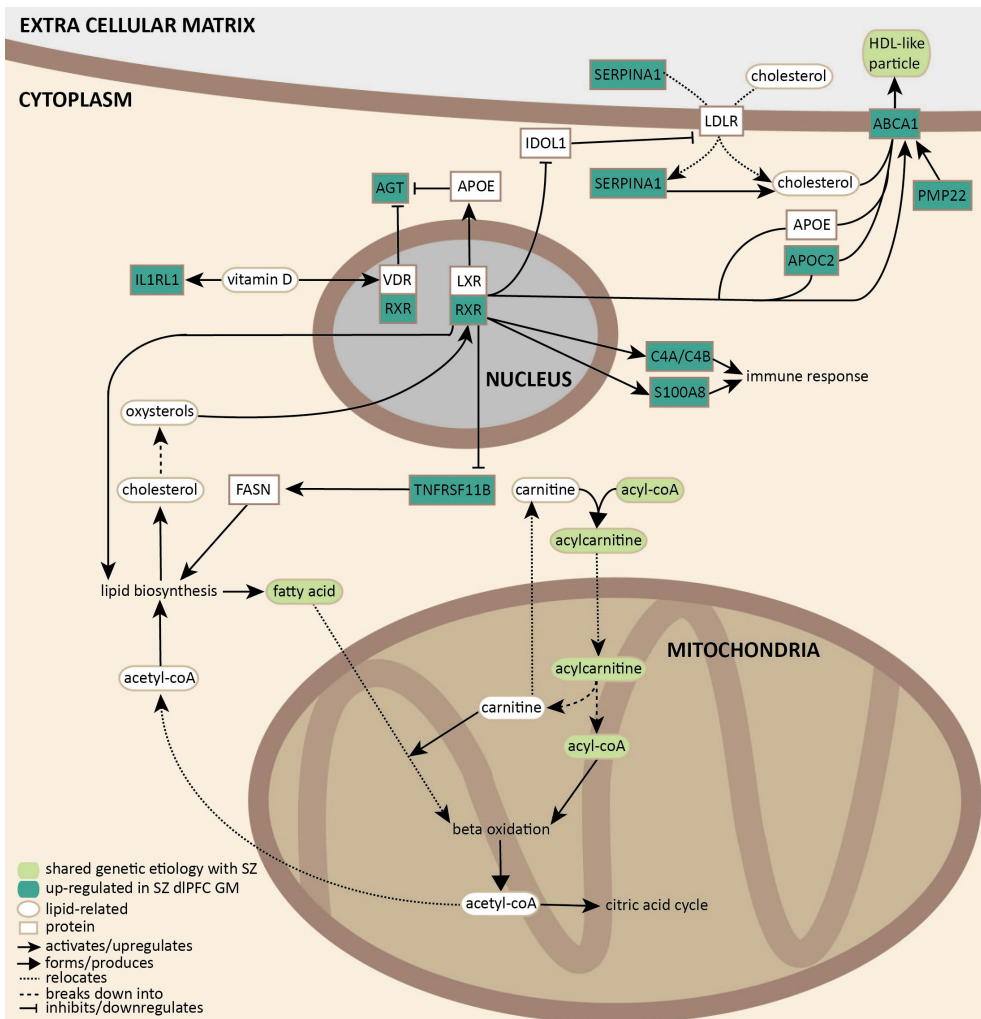 EXTRA CELLULAR MATRIX
HDL-like
particle
SERPINA1
cholesterol
CYTOPLASM
LDLR
ABCA1
IDOL1
AGT
APOE
SERPINA1
cholesterol
PMP22
APOE
APOC2
IL1RL1
vitamin D
VDR
LXR
RXR
RXR
NUCLEUS
C4A/C4B
immune response
S100A8
oxysterols
cholesterol
FASN
TNFRSF11B
carnitine
acyl-coA
acylcarnitine
lipid biosynthesis
fatty acid
MITOCHONDRIA
acylcarnitine
acetyl-coA
carnitine
acyl-coA
beta oxidation
acetyl-coA
citric acid cycle
shared genetic etiology with SZ
up-regulated in SZ dlPFC GM
lipid-related
protein
activates/upregulates
forms/produces
relocates
breaks down into
inhibits/downregulates